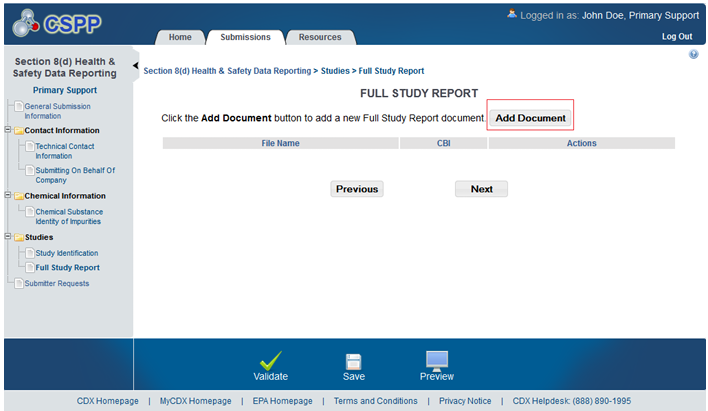 CSPP
Logged in as: John Doe, Primary Support
Home
Submissions
Resources
Log Out
Section 8(d) Health &
Safety Data Reporting
Primary Support
General Submission
Information
Contact Information
Technical Contact
Information
Submitting On Behalf Of
Company
Chemical Information
Chemical Substance
Identity of Impurities
Studies
Study Identification
Full Study Report
Submitter Requests
?
Section 8(d) Health & Safety Data Reporting > Studies > Full Study Report
FULL STUDY REPORT
Click the Add Document button to add a new Full Study Report document. Add Document
File Name CBI Actions
Previous Next
Validate Save Preview
CDX Homepage | MyCDX Homepage | EPA Homepage | Terms and Conditions | Privacy Notice | CDX Helpdesk: (888) 890-1995